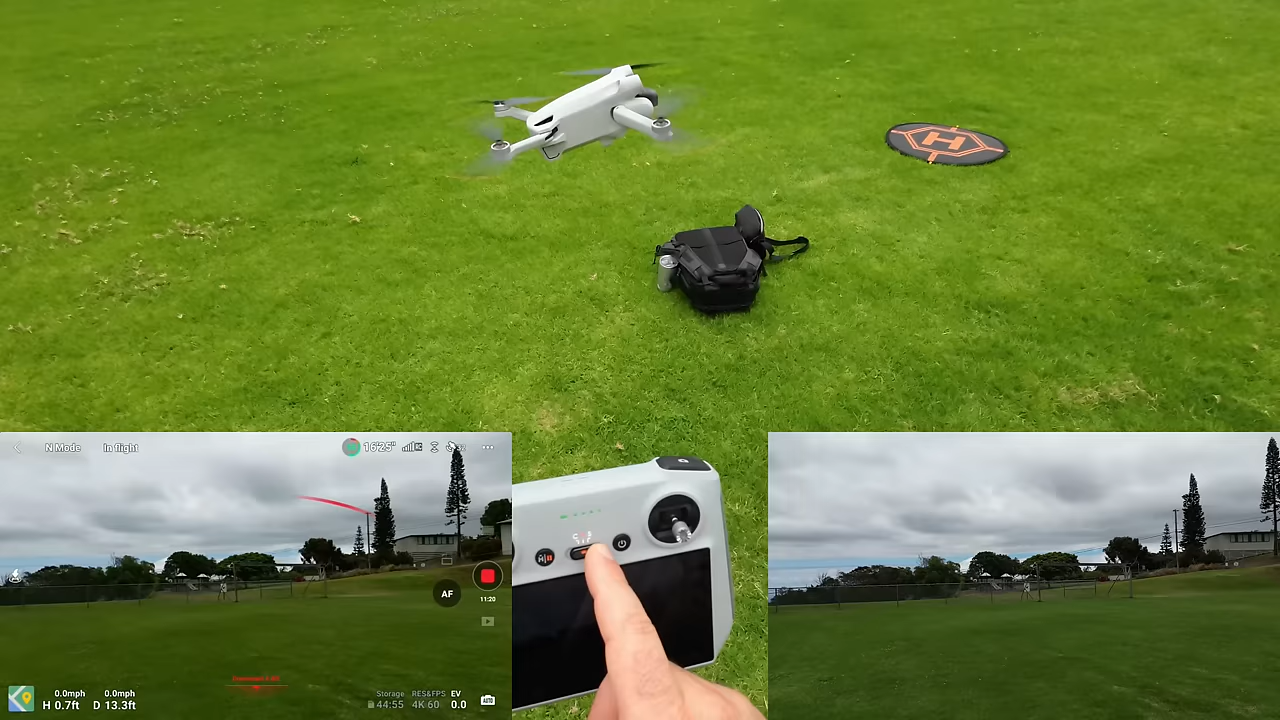 H
N Mode In flight 16'25"
AF
11:20
0.0mph 0.0mph
H 0.7ft D 13.3ft
Storage RES&FPS EV
44:55 4K 60 0.0
AUTO